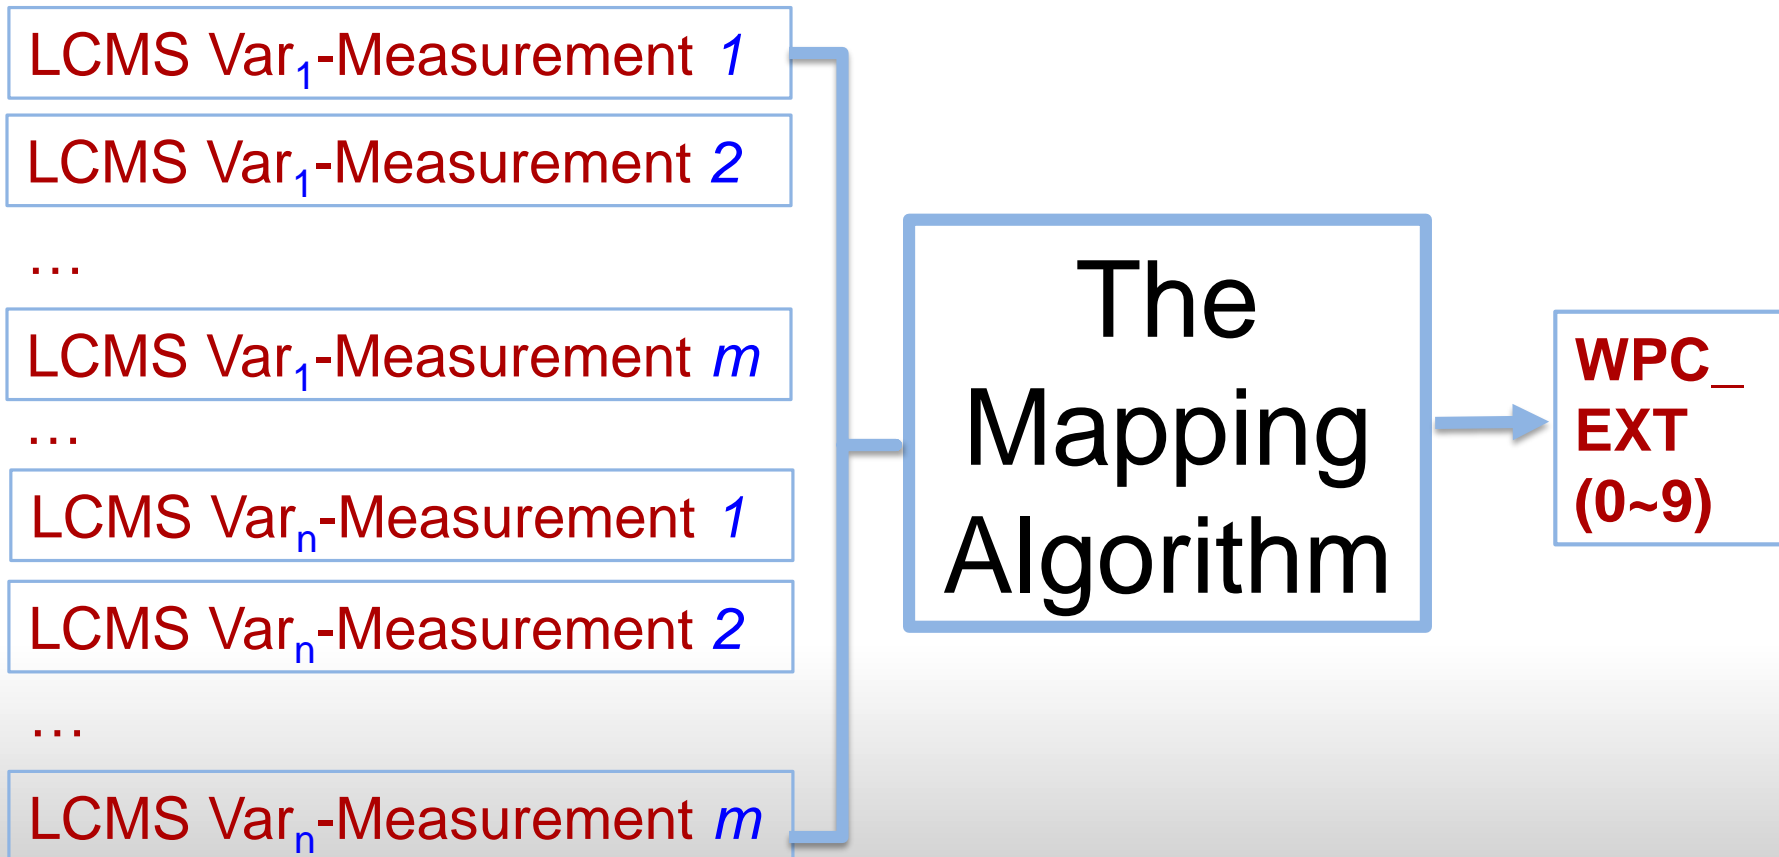 LCMS Var₁-Measurement 1
LCMS Var₁-Measurement 2
…
LCMS Var₁-Measurement m
…
LCMS Varₙ-Measurement 1
LCMS Varₙ-Measurement 2
…
LCMS Varₙ-Measurement m
The
Mapping
Algorithm
WPC_
EXT
(0~9)